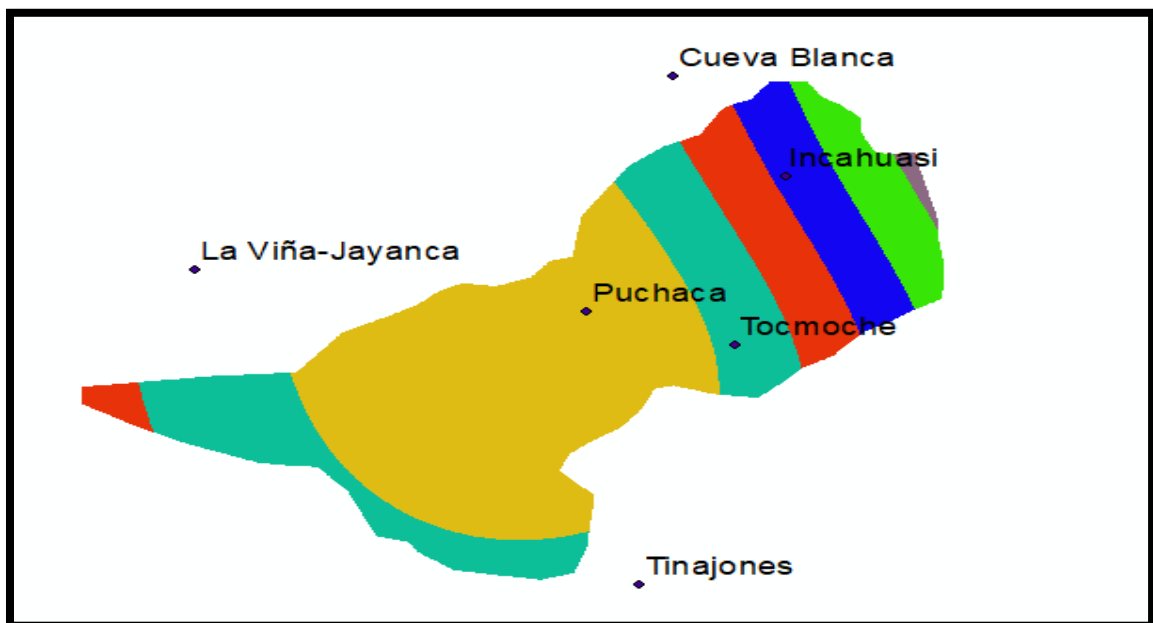 Cueva Blanca
Incahuasi
La Viña-Jayanca
Puchaca
Tocmoche
Tinajones